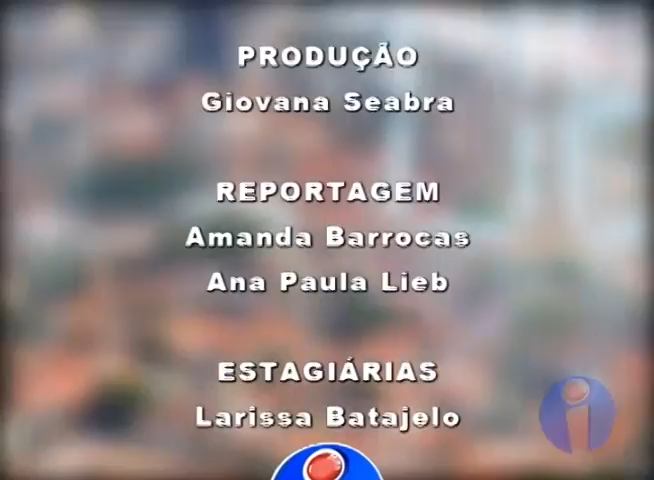 PRODUÇÃO
Giovana Seabra
REPORTAGEM
Amanda Barrocas
Ana Paula Lieb
ESTAGIÁRIAS
Larissa Batajelo